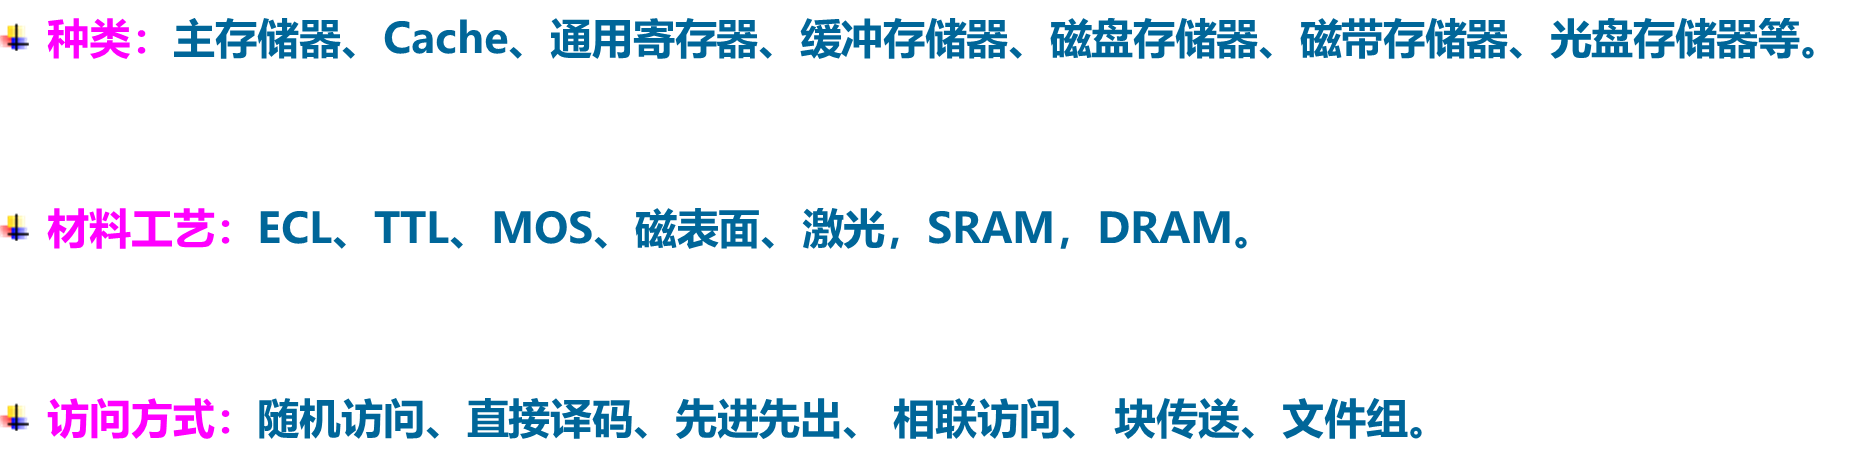 种类：主存储器、Cache、通用寄存器、缓冲存储器、磁盘存储器、磁带存储器、光盘存储器等。
材料工艺：ECL、TTL、MOS、磁表面、激光，SRAM，DRAM。
访问方式：随机访问、直接译码、先进先出、 相联访问、 块传送、文件组。